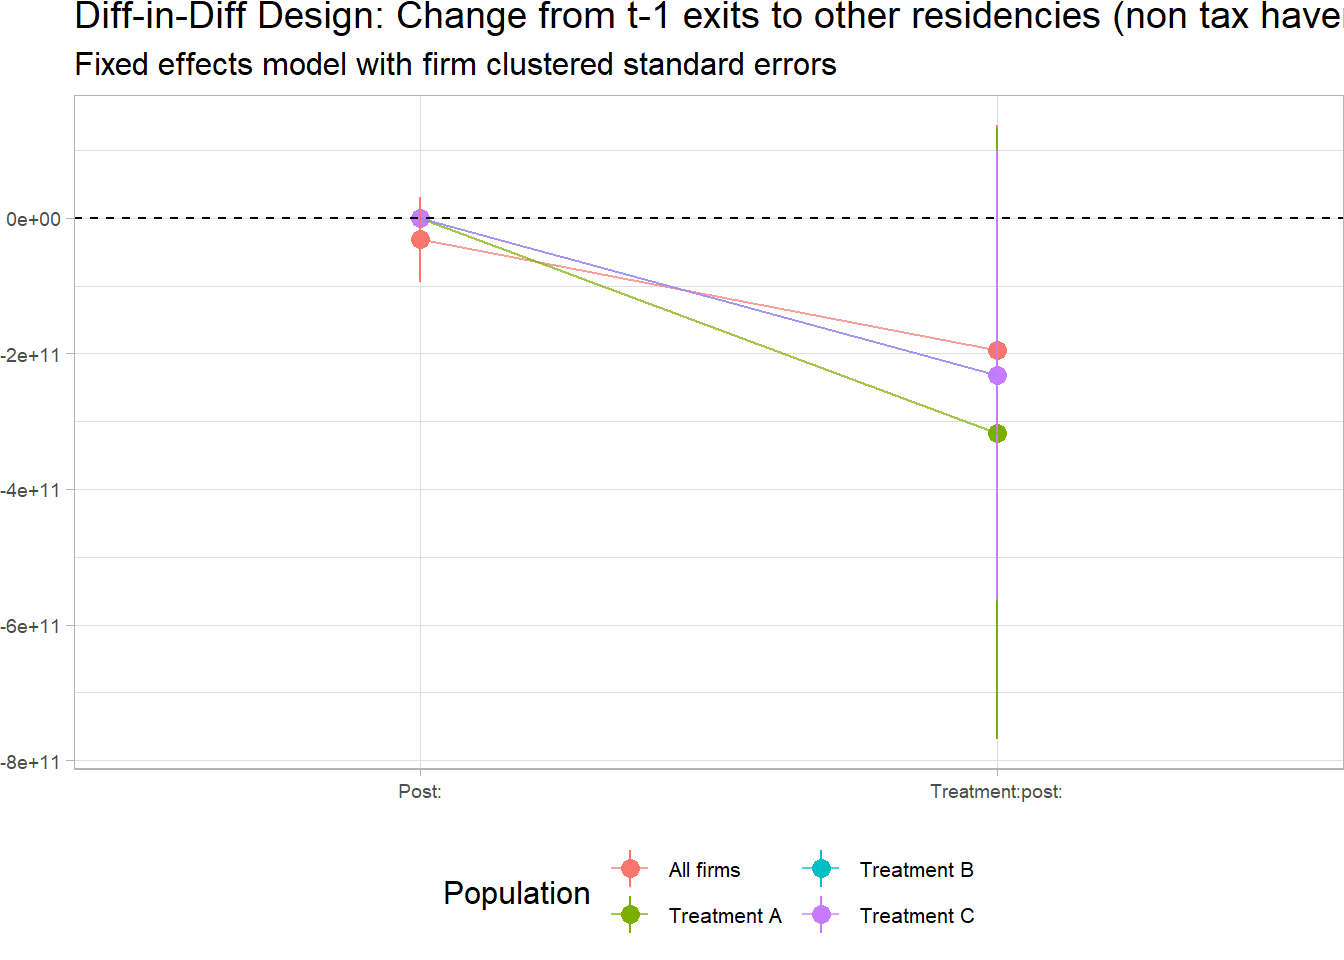 Diff-in-Diff Design: Change from t-1 exits to other residencies (non tax have
Fixed effects model with firm clustered standard errors
0e+00
-2e+11
-4e+11
-6e+11
-8e+11
Post:
Treatment:post:
Population
All firms
Treatment B
Treatment A
Treatment C